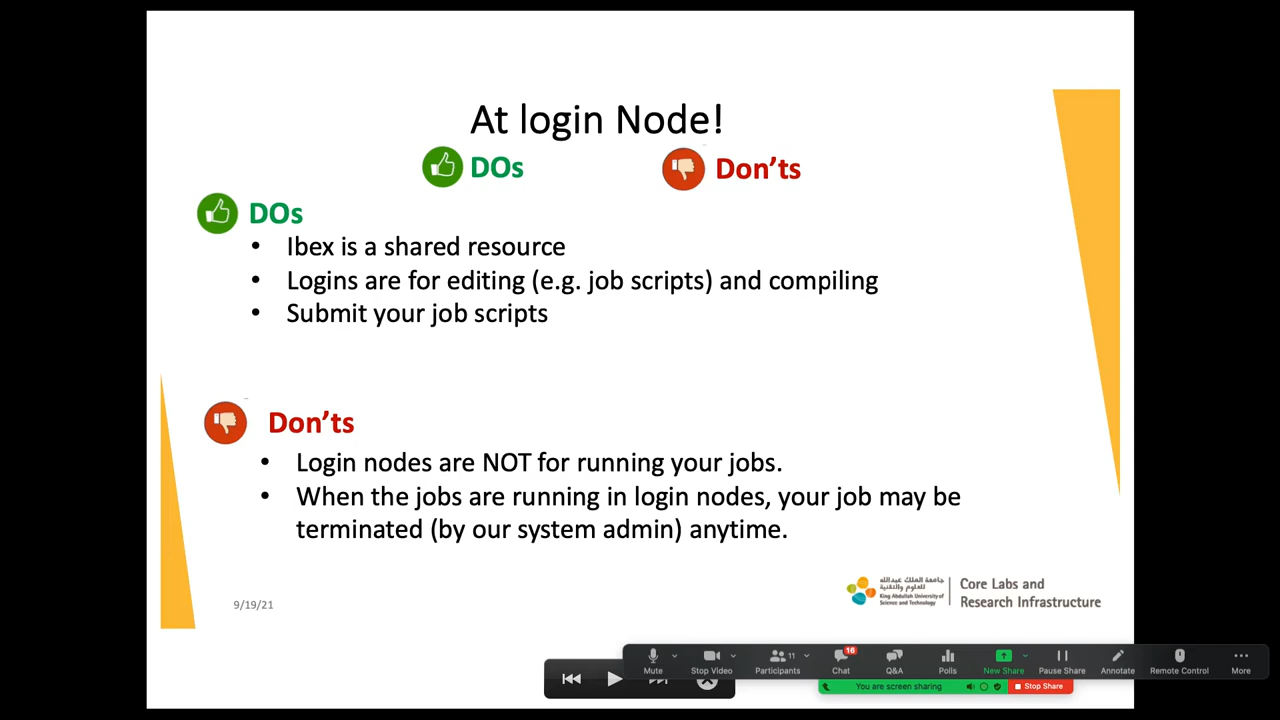 At login Node!
DOs
Don'ts
DOs
• Ibex is a shared resource
• Logins are for editing (e.g. job scripts) and compiling
• Submit your job scripts
Don'ts
• Login nodes are NOT for running your jobs.
• When the jobs are running in login nodes, your job may be
terminated (by our system admin) anytime.
9/19/21
جامعة الملك عبدالله
للعلوم والتقنية
King Abdullah University of
Science and Technology
Core Labs and
Research Infrastructure
11
16
Mute
Stop Video
Participants
Chat
Q&A
Polls
New Share
Pause Share
Annotate
Remote Control
More
You are screen sharing
Stop Share